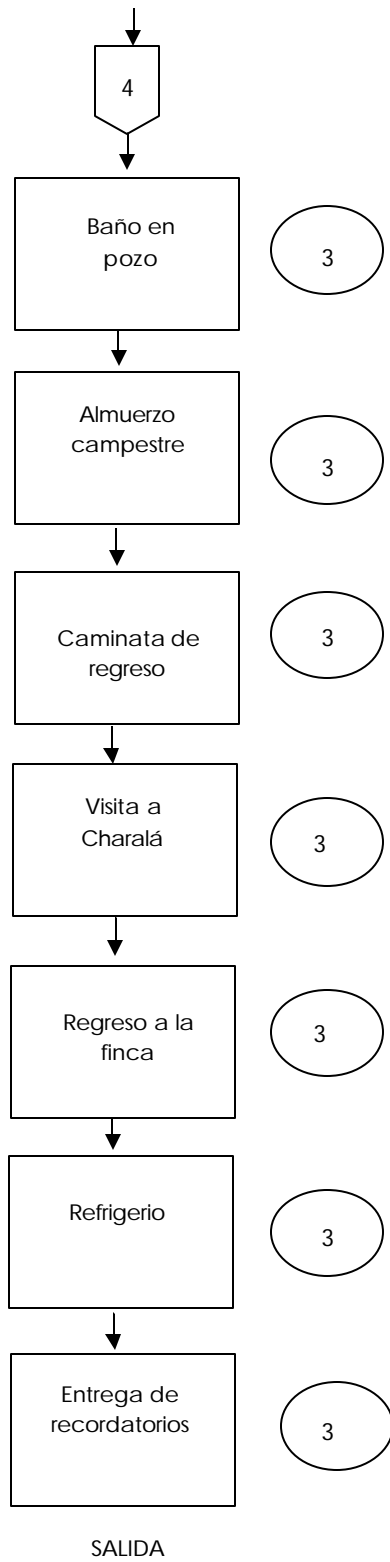 4
Baño en
pozo
3
Almuerzo
campestre
3
Caminata de
regreso
3
Visita a
Charalá
3
Regreso a la
finca
3
Refrigerio
3
Entrega de
recordatorios
3
SALIDA